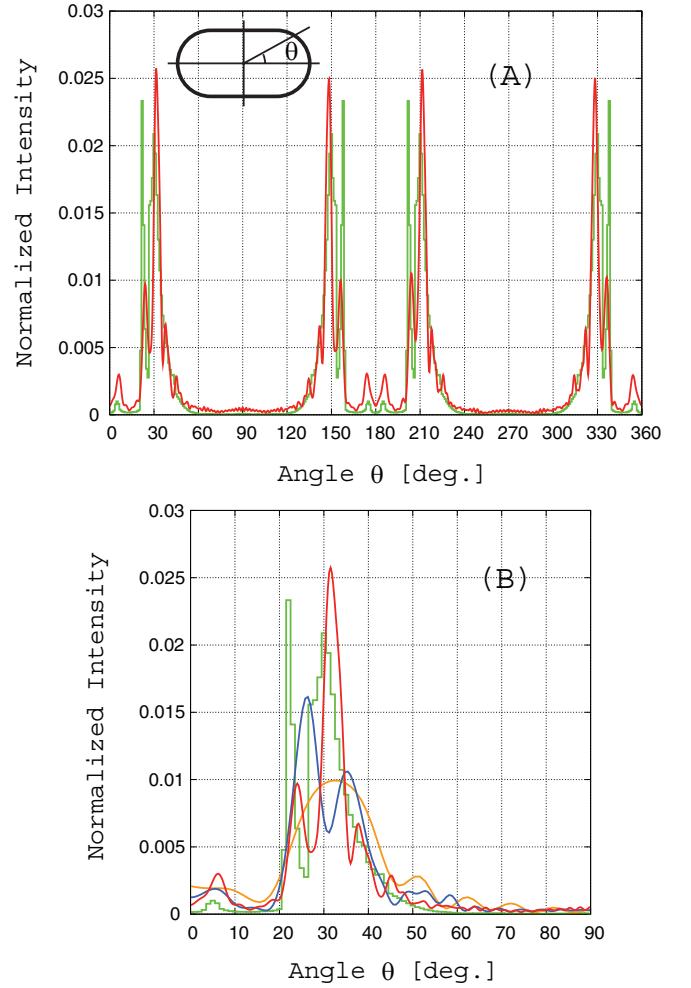 0.03
0.025
0.02
0.015
0.01
0.005
0
Normalized Intensity
θ
(A)
0 30 60 90 120 150 180 210 240 270 300 330 360
Angle θ [deg.]
0.03
0.025
0.02
0.015
0.01
0.005
0
Normalized Intensity
(B)
0 10 20 30 40 50 60 70 80 90
Angle θ [deg.]